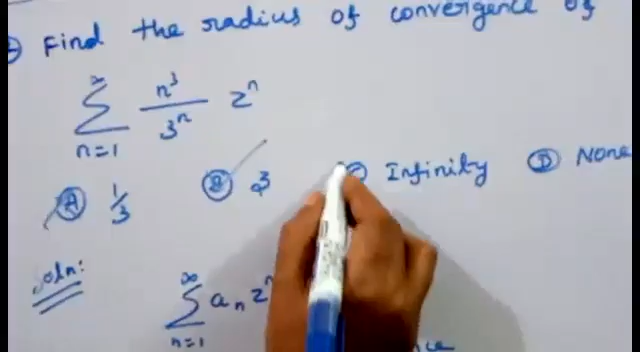 Find the radius of convergence of
∞
∑ n³/3ⁿ zⁿ
n=1
(A) 1/3 (B) 3 (C) Infinity (D) None
Soln:
∞
∑ aₙ zⁿ
n=1